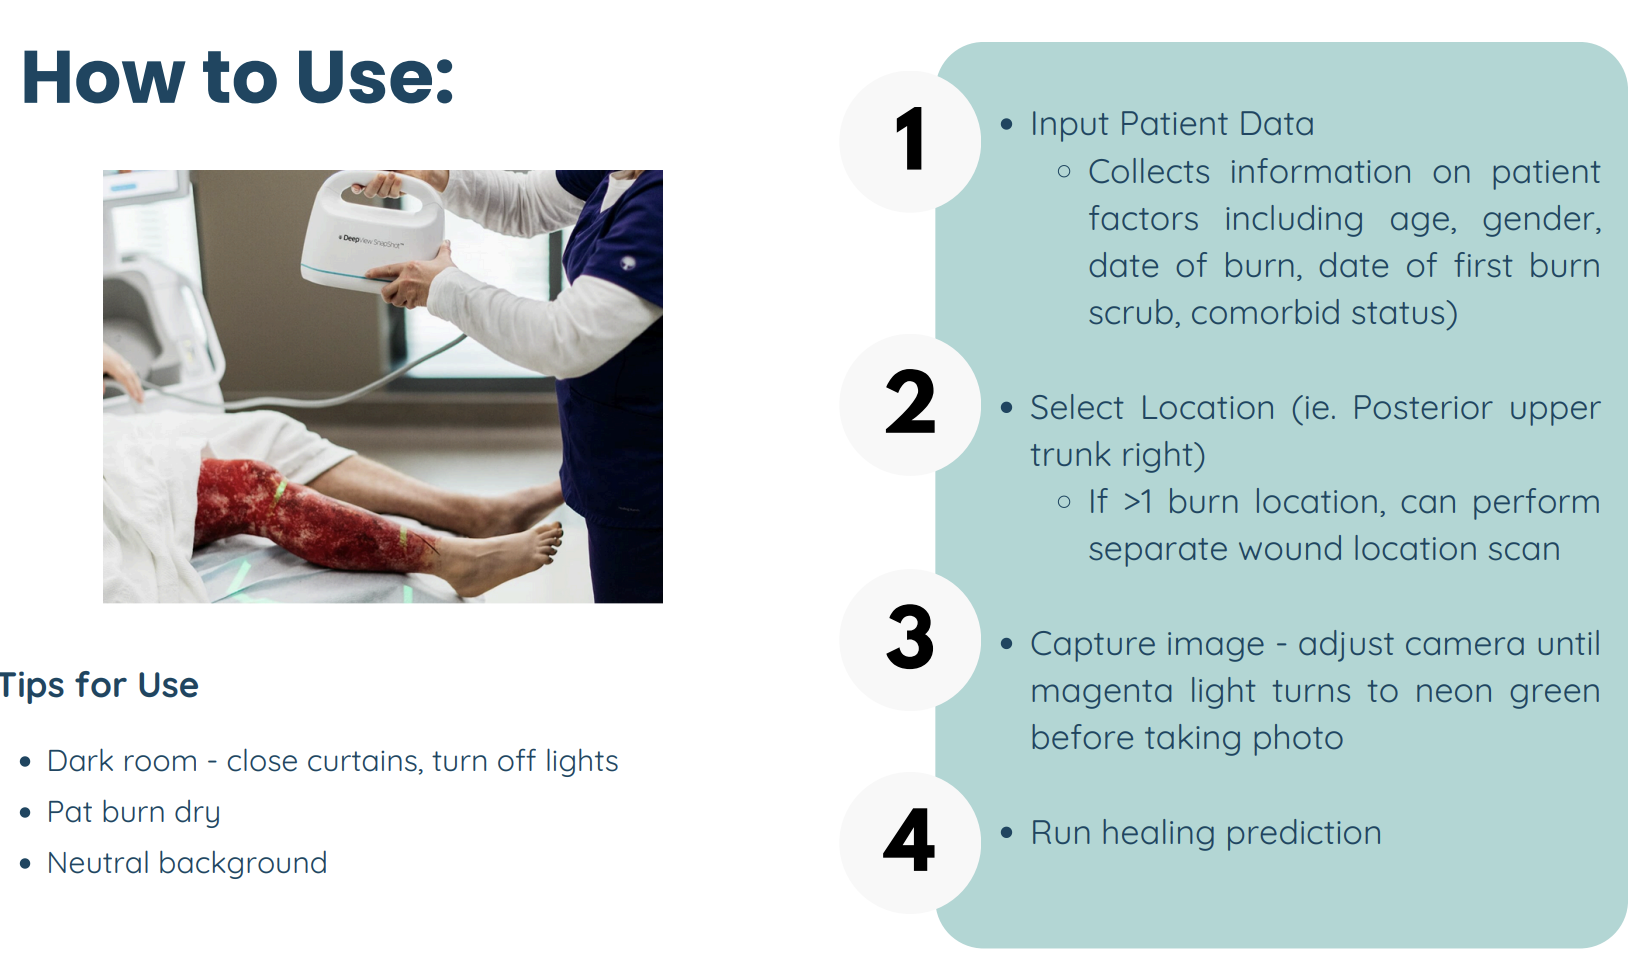 How to Use:
DeepView SnapShot™
Tips for Use
• Dark room - close curtains, turn off lights
• Pat burn dry
• Neutral background
1
• Input Patient Data
○ Collects information on patient
factors including age, gender,
date of burn, date of first burn
scrub, comorbid status)
2
• Select Location (ie. Posterior upper
trunk right)
○ If >1 burn location, can perform
separate wound location scan
3
• Capture image - adjust camera until
magenta light turns to neon green
before taking photo
4
• Run healing prediction